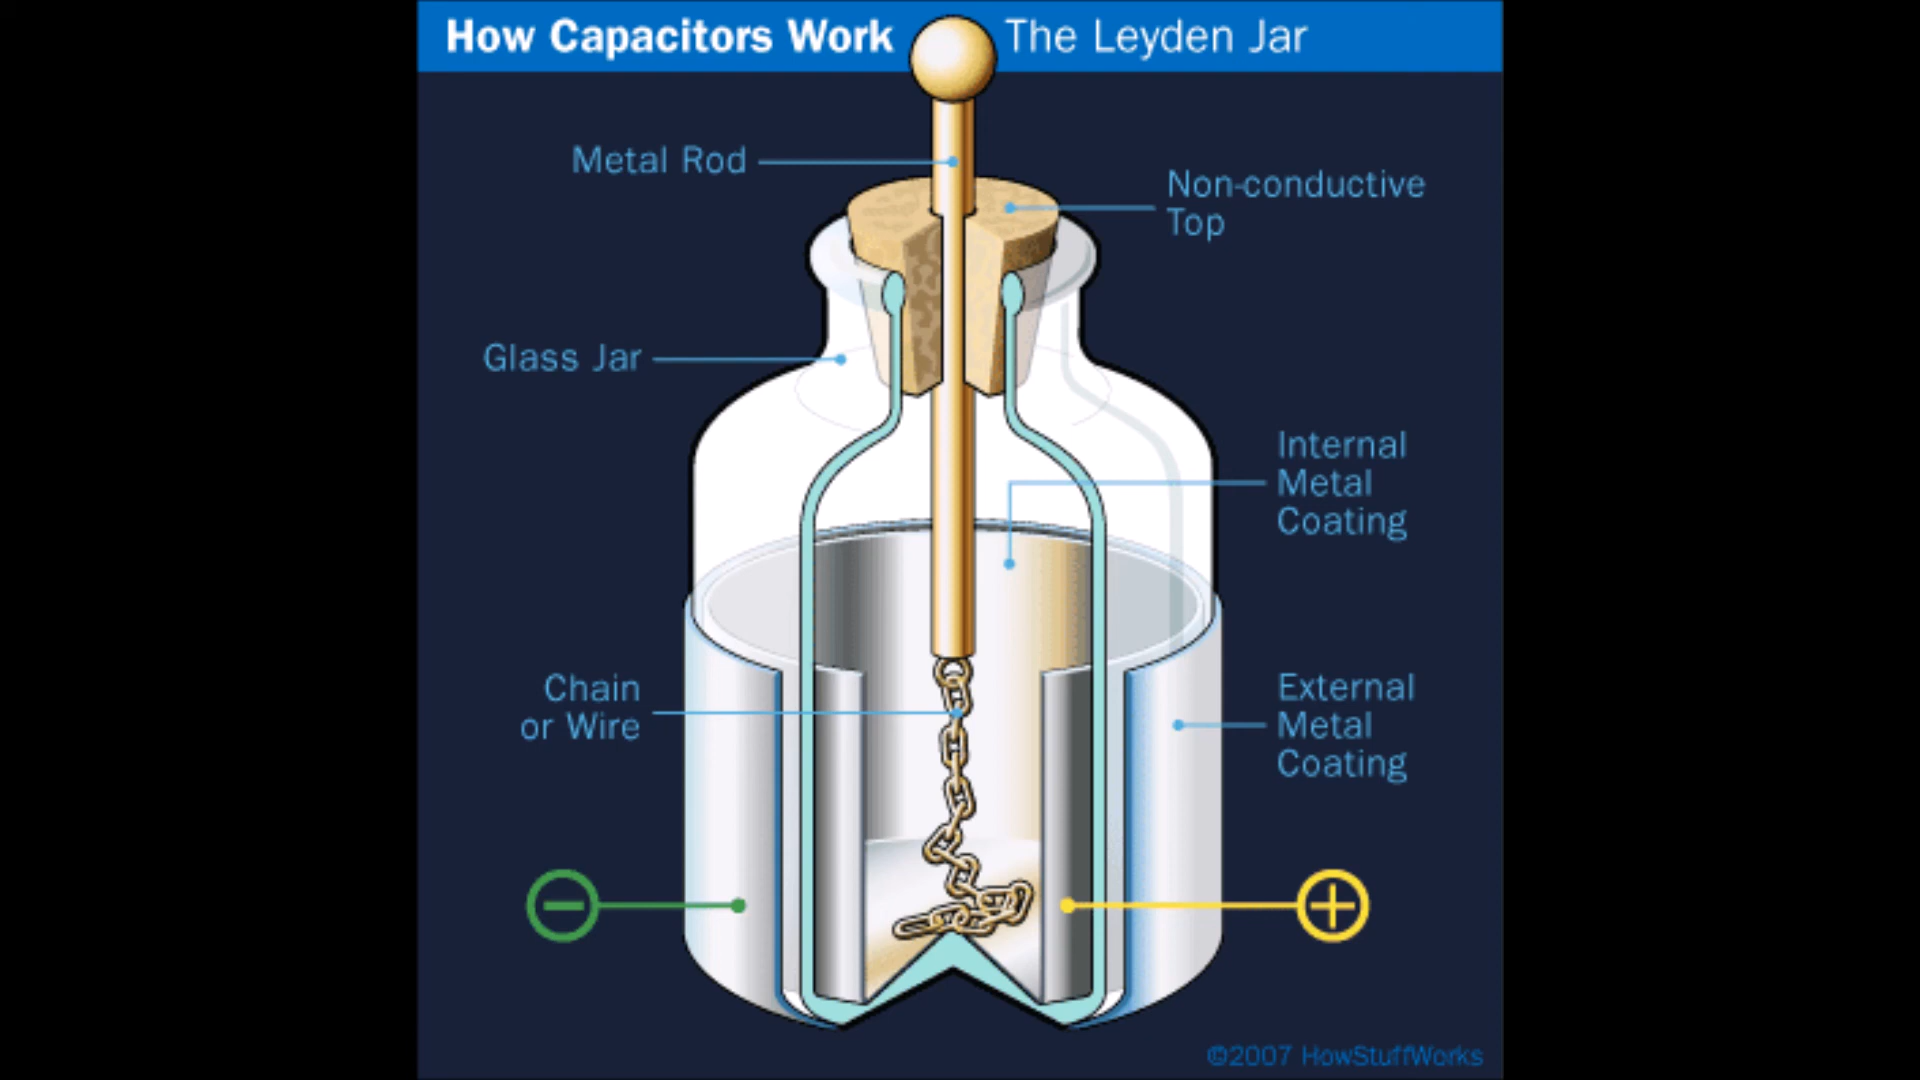 How Capacitors Work The Leyden Jar
Metal Rod
Non-conductive
Top
Glass Jar
Internal
Metal
Coating
Chain
or Wire
External
Metal
Coating
©2007 HowStuffWorks